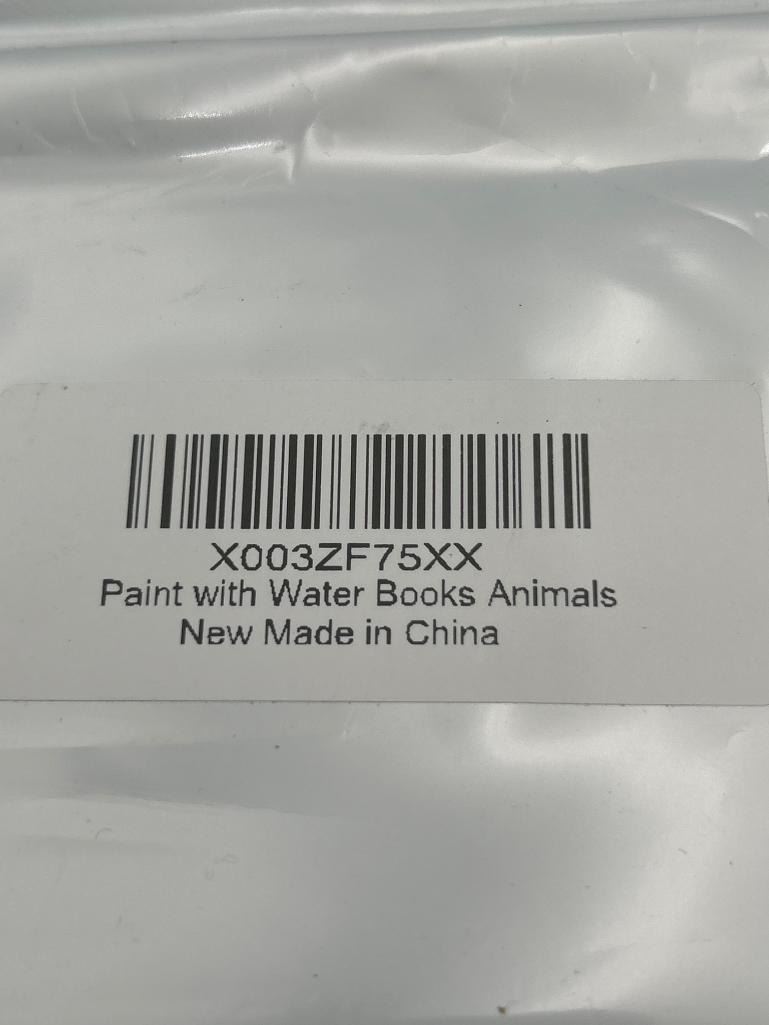 X003ZF75XX
Paint with Water Books Animals
New Made in China